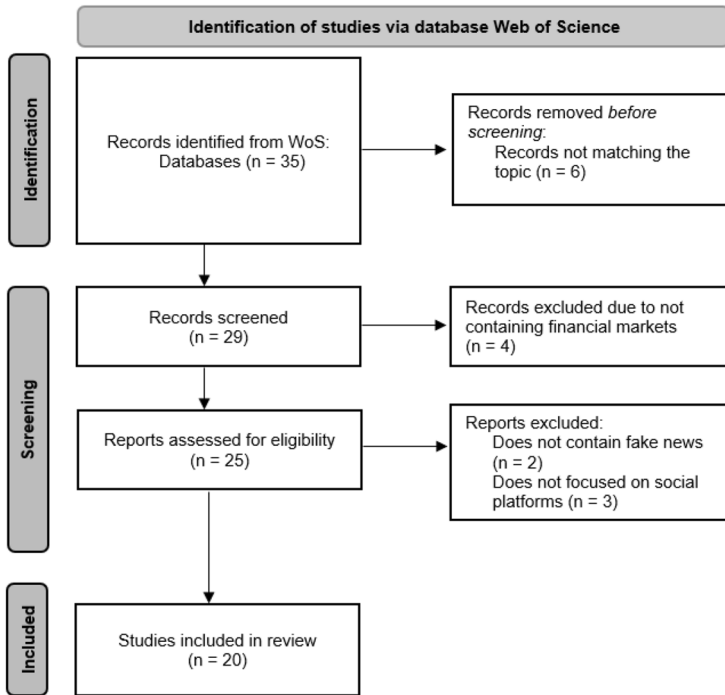 Identification of studies via database Web of Science
Identification
Records identified from WoS:
Databases (n = 35)
Records removed before
screening:
Records not matching the
topic (n = 6)
Screening
Records screened
(n = 29)
Records excluded due to not
containing financial markets
(n = 4)
Reports assessed for eligibility
(n = 25)
Reports excluded:
Does not contain fake news
(n = 2)
Does not focused on social
platforms (n = 3)
Included
Studies included in review
(n = 20)